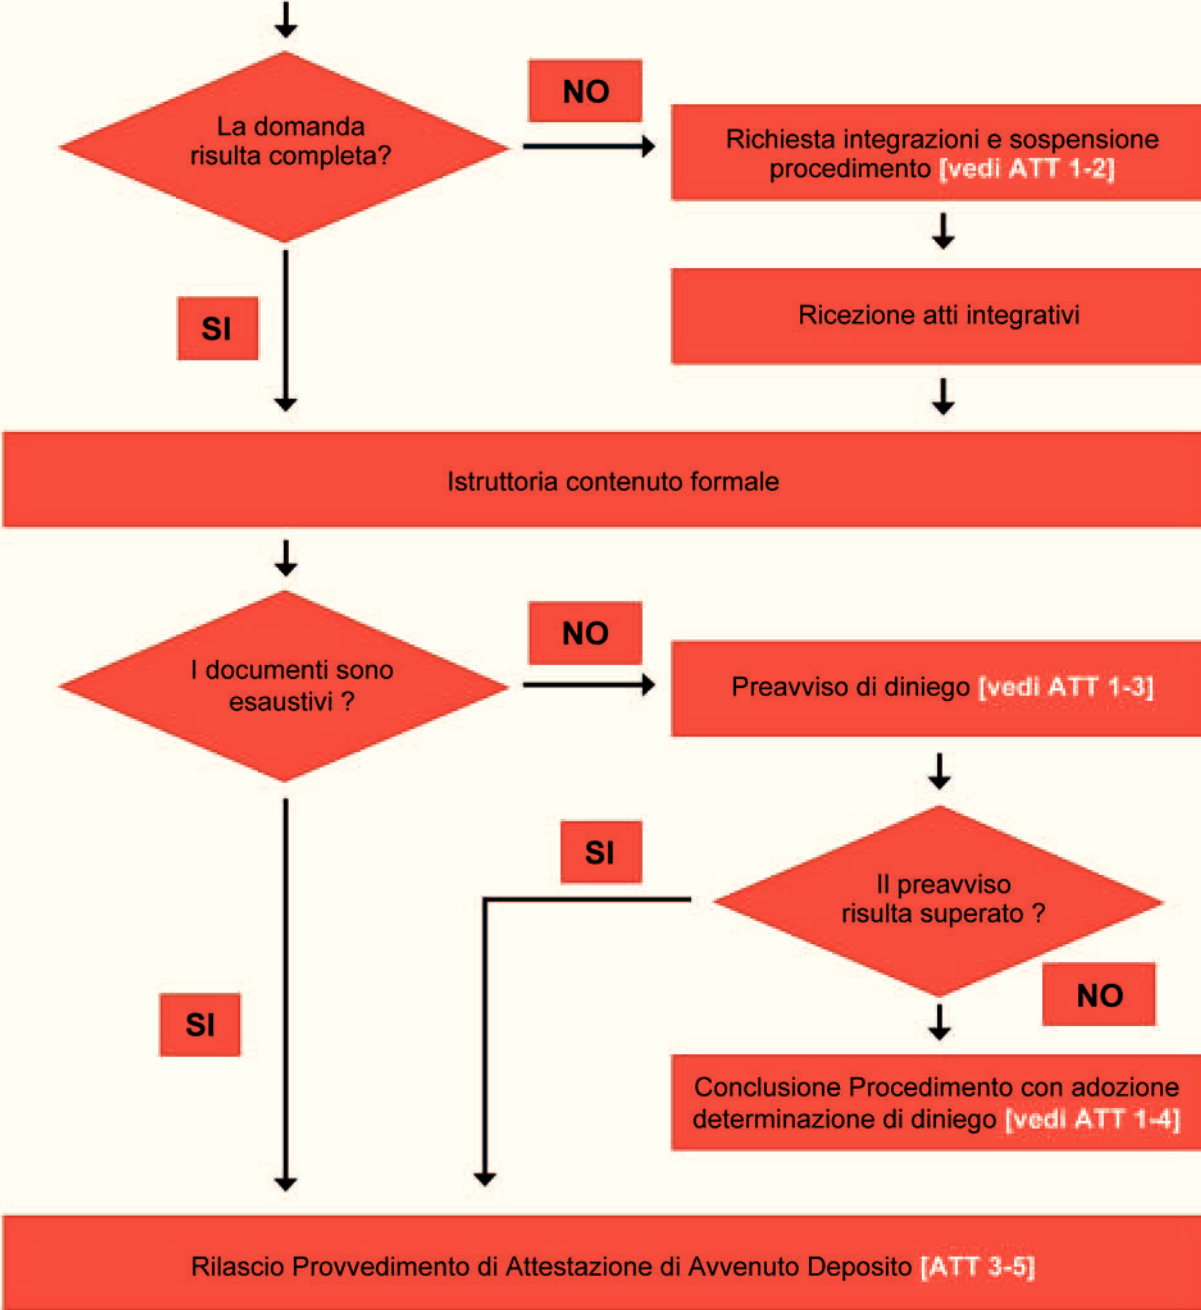 La domanda
risulta completa?
NO
Richiesta integrazioni e sospensione
procedimento [vedi ATT 1-2]
SI
Ricezione atti integrativi
Istruttoria contenuto formale
I documenti sono
esaustivi ?
NO
Preavviso di diniego [vedi ATT 1-3]
SI
Il preavviso
risulta superato ?
SI
NO
Conclusione Procedimento con adozione
determinazione di diniego [vedi ATT 1-4]
Rilascio Provvedimento di Attestazione di Avvenuto Deposito [ATT 3-5]